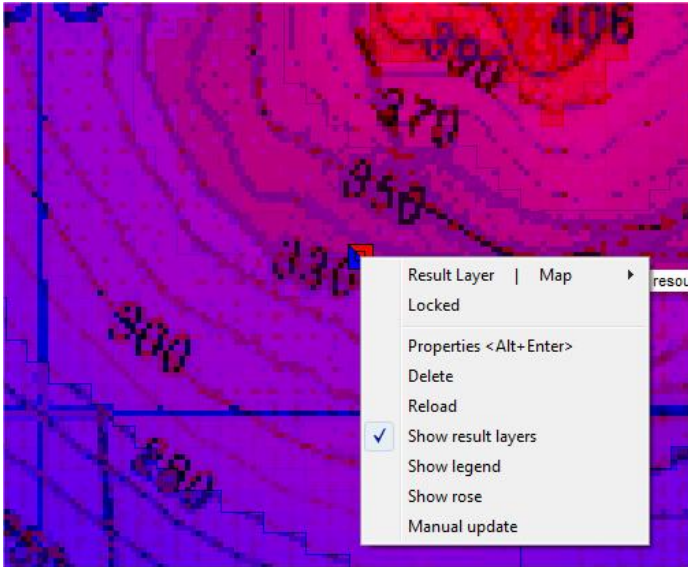 406
390
370
350
330
300
280
Result Layer | Map
resou
Locked
Properties <Alt+Enter>
Delete
Reload
Show result layers
Show legend
Show rose
Manual update